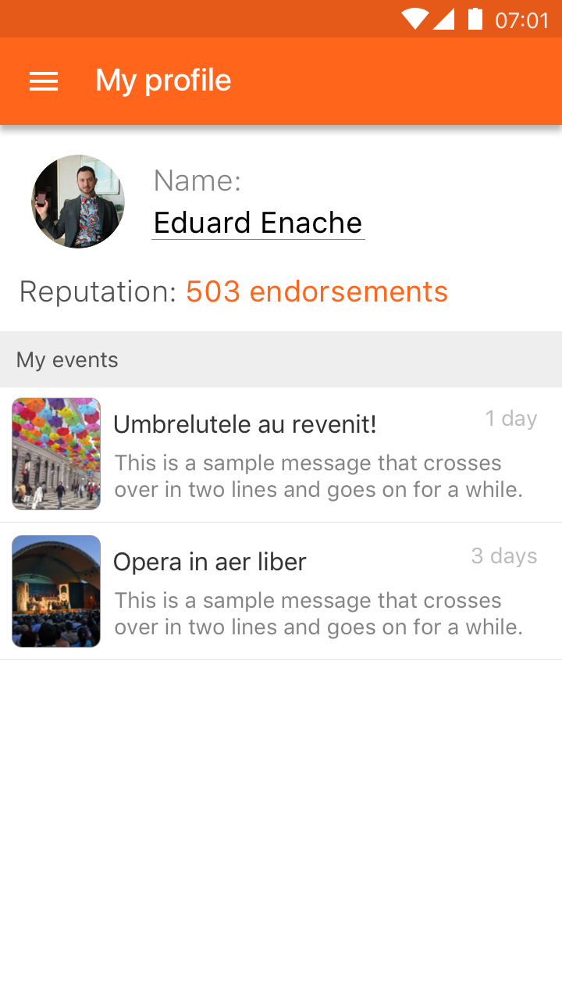 07:01
My profile
Name:
Eduard Enache
Reputation: 503 endorsements
My events
Umbrelutele au revenit!
1 day
This is a sample message that crosses
over in two lines and goes on for a while.
Opera in aer liber
3 days
This is a sample message that crosses
over in two lines and goes on for a while.